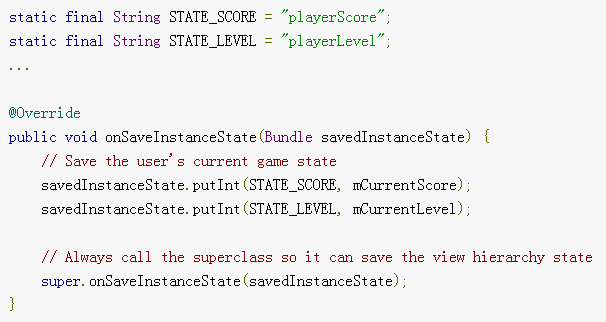 static final String STATE_SCORE = "playerScore";
static final String STATE_LEVEL = "playerLevel";
...
@Override
public void onSaveInstanceState(Bundle savedInstanceState) {
    // Save the user's current game state
    savedInstanceState.putInt(STATE_SCORE, mCurrentScore);
    savedInstanceState.putInt(STATE_LEVEL, mCurrentLevel);
    // Always call the superclass so it can save the view hierarchy state
    super.onSaveInstanceState(savedInstanceState);
}